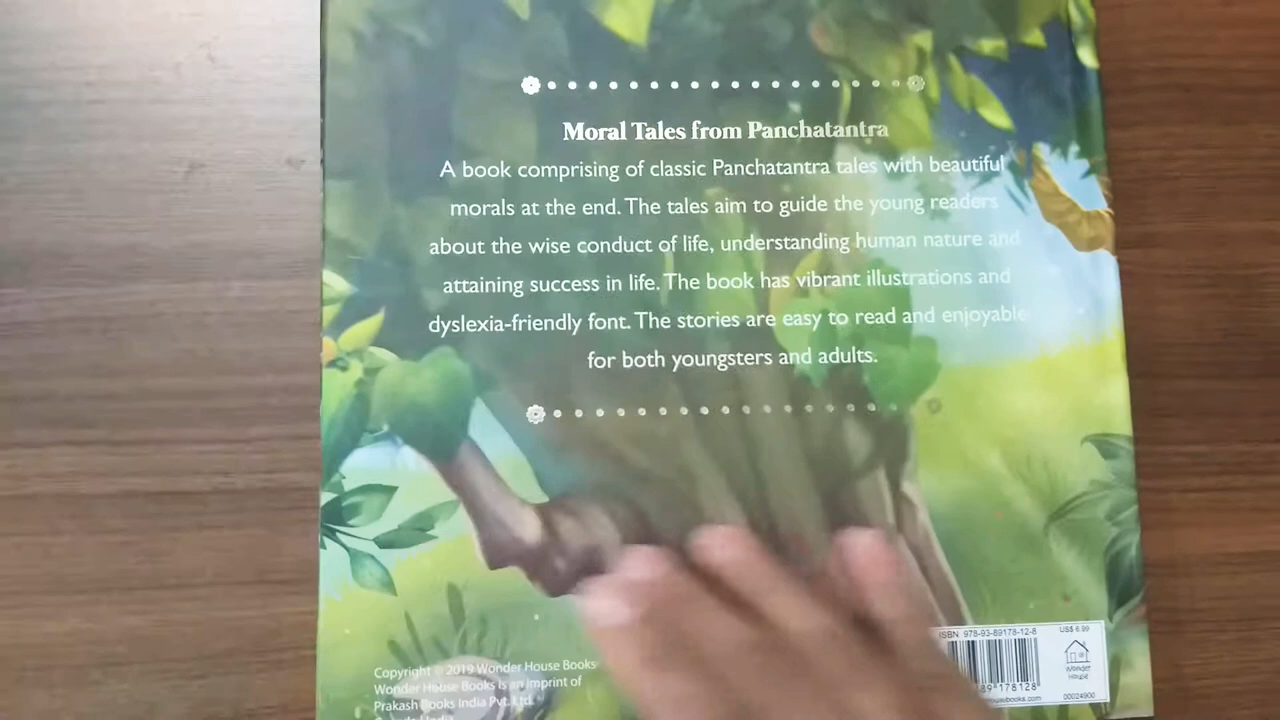 Moral Tales from Panchatantra
A book comprising of classic Panchatantra tales with beautiful
morals at the end. The tales aim to guide the young readers
about the wise conduct of life, understanding human nature and
attaining success in life. The book has vibrant illustrations and
dyslexia-friendly font. The stories are easy to read and enjoyable
for both youngsters and adults.
Copyright © 2019 Wonder House Books
Wonder House Books is an imprint of
Prakash Books India Pvt. Ltd.
ISBN 978-93-89178-12-8
US$ 6.99
Wonder
House
178128
00024900